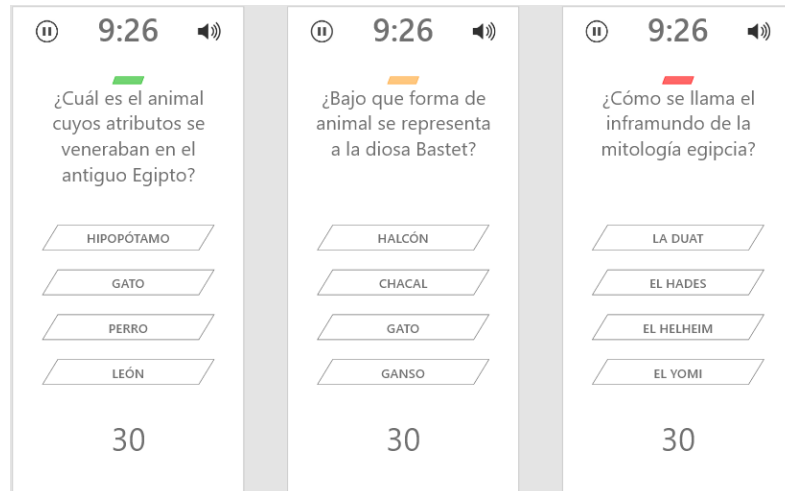 9:26
¿Cuál es el animal
cuyos atributos se
veneraban en el
antiguo Egipto?
HIPOPÓTAMO
GATO
PERRO
LEÓN
30
9:26
¿Bajo que forma de
animal se representa
a la diosa Bastet?
HALCÓN
CHACAL
GATO
GANSO
30
9:26
¿Cómo se llama el
inframundo de la
mitología egipcia?
LA DUAT
EL HADES
EL HELHEIM
EL YOMI
30